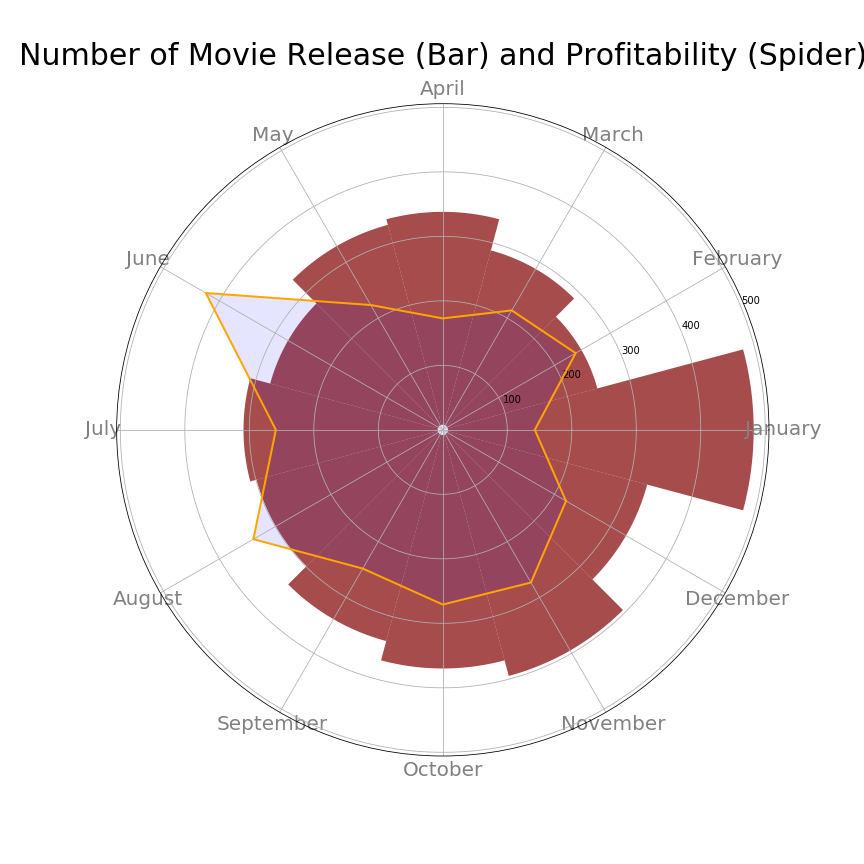 Number of Movie Release (Bar) and Profitability (Spider)
April
May
March
June
February
500
400
300
200
100
July
January
August
December
September
November
October